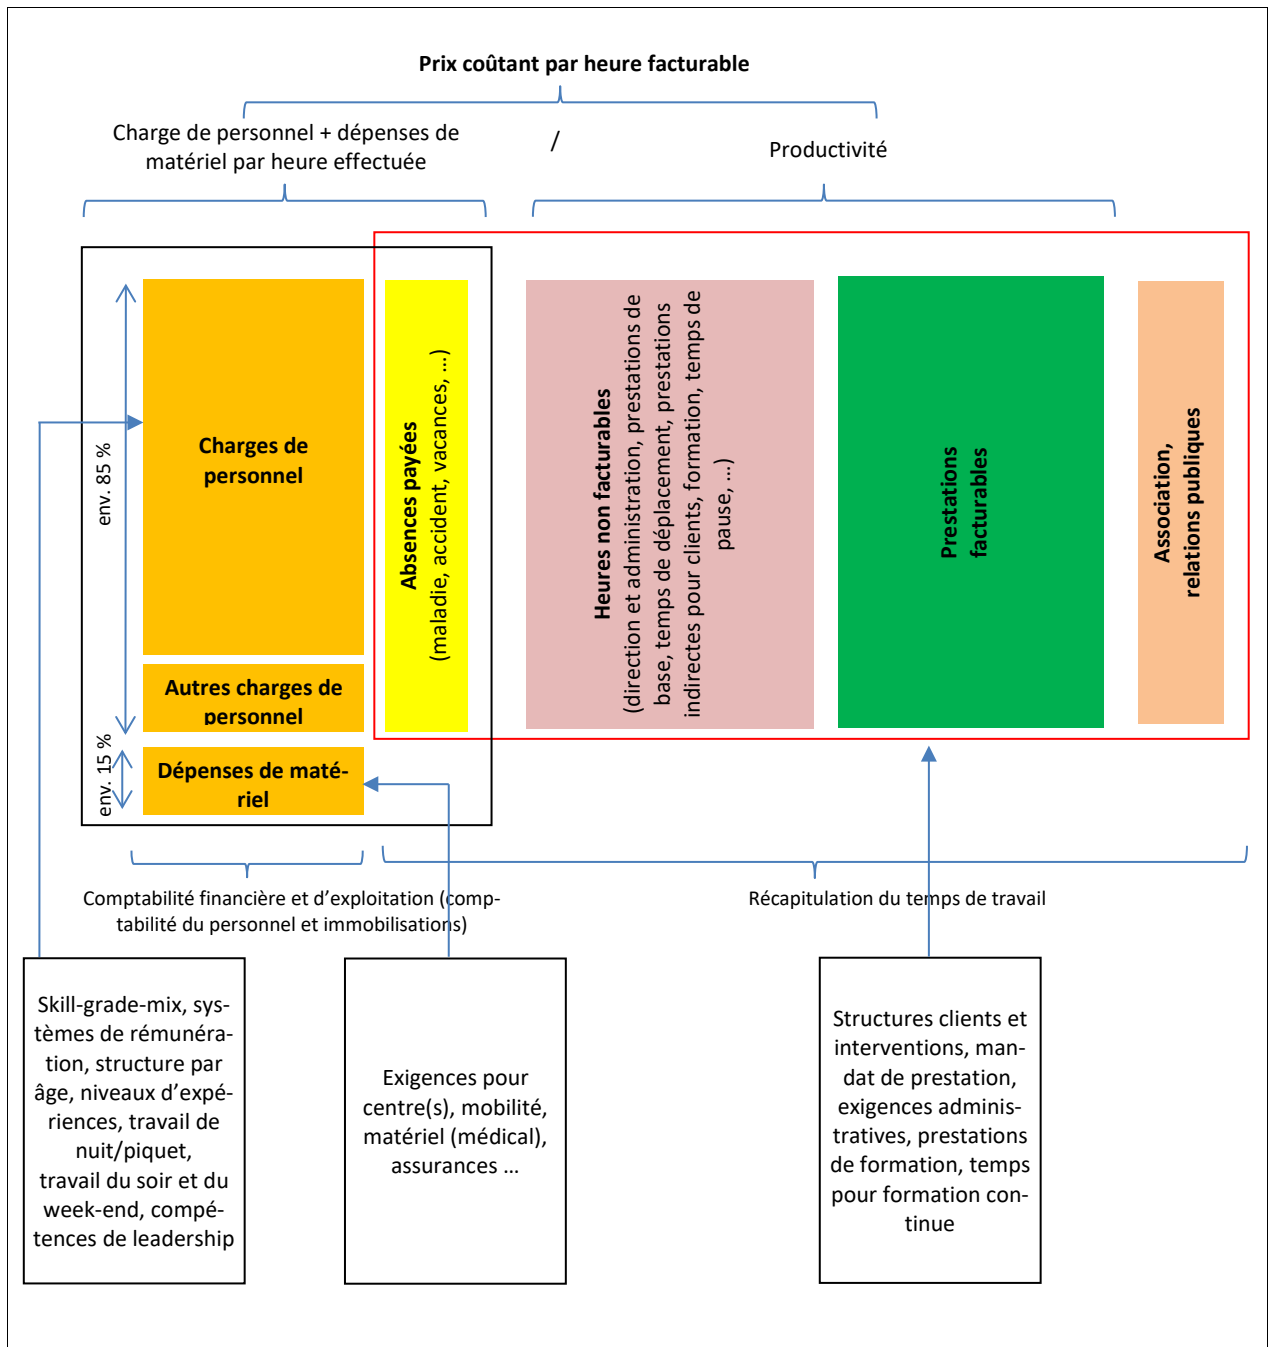 Prix coûtant par heure facturable
Charge de personnel + dépenses de
matériel par heure effectuée
/
Productivité
env. 85 %
env. 15 %
Charges de
personnel
Autres charges de
personnel
Dépenses de maté-
riel
Absences payées
(maladie, accident, vacances, ...)
Heures non facturables
(direction et administration, prestations de
base, temps de déplacement, prestations
indirectes pour clients, formation, temps de
pause, ...)
Prestations
facturables
Association,
relations publiques
Comptabilité financière et d’exploitation (comp-
tabilité du personnel et immobilisations)
Récapitulation du temps de travail
Skill-grade-mix, sys-
tèmes de rémunéra-
tion, structure par
âge, niveaux d’expé-
riences, travail de
nuit/piquet,
travail du soir et du
week-end, compé-
tences de leadership
Exigences pour
centre(s), mobilité,
matériel (médical),
assurances ...
Structures clients et
interventions, man-
dat de prestation,
exigences adminis-
tratives, prestations
de formation, temps
pour formation con-
tinue